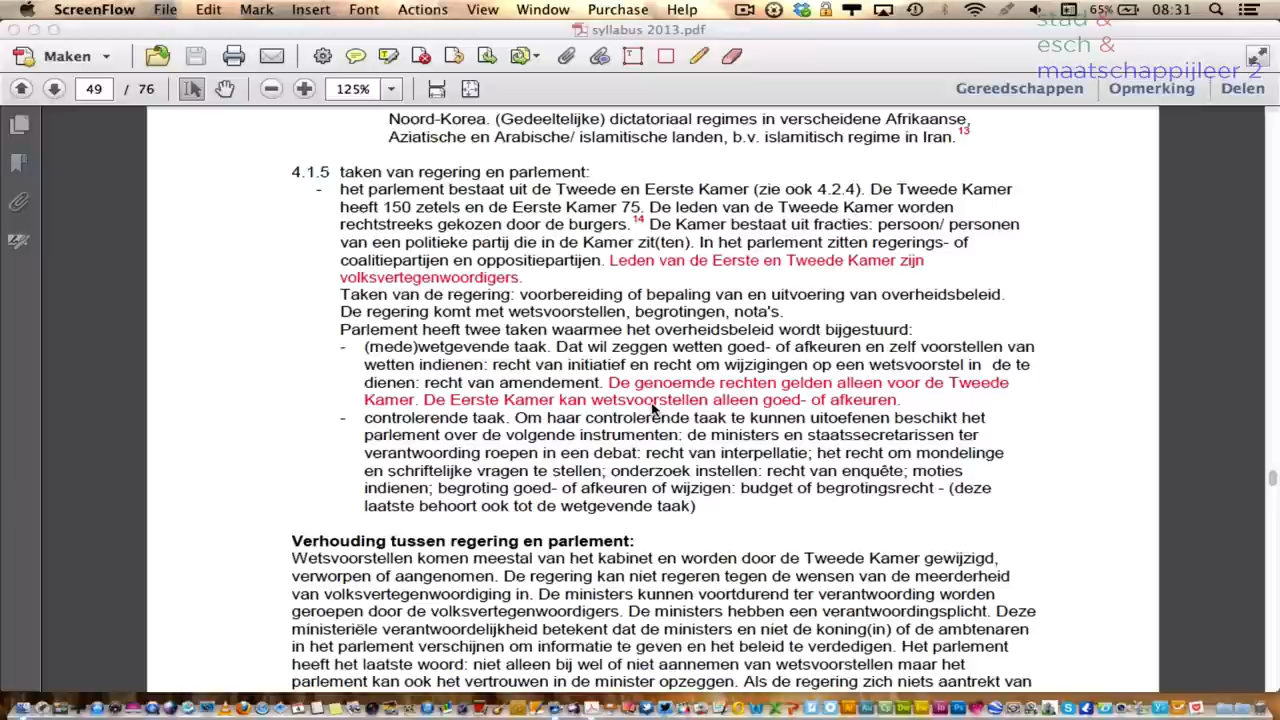 ScreenFlow File Edit Mark Insert Font Actions View Window Purchase Help 65% 08:31
syllabus 2013.pdf
stad &
esch &
maatschappijleer 2
Maken
49 / 76 125% Gereedschappen Opmerking Delen
Noord-Korea. (Gedeeltelijke) dictatoriaal regimes in verscheidene Afrikaanse,
Aziatische en Arabische/ islamitische landen, b.v. islamitisch regime in Iran.13
4.1.5 taken van regering en parlement:
- het parlement bestaat uit de Tweede en Eerste Kamer (zie ook 4.2.4). De Tweede Kamer
heeft 150 zetels en de Eerste Kamer 75. De leden van de Tweede Kamer worden
rechtstreeks gekozen door de burgers.14 De Kamer bestaat uit fracties: persoon/ personen
van een politieke partij die in de Kamer zit(ten). In het parlement zitten regerings- of
coalitiepartijen en oppositiepartijen. Leden van de Eerste en Tweede Kamer zijn
volksvertegenwoordigers.
Taken van de regering: voorbereiding of bepaling van en uitvoering van overheidsbeleid.
De regering komt met wetsvoorstellen, begrotingen, nota's.
Parlement heeft twee taken waarmee het overheidsbeleid wordt bijgestuurd:
- (mede)wetgevende taak. Dat wil zeggen wetten goed- of afkeuren en zelf voorstellen van
wetten indienen: recht van initiatief en recht om wijzigingen op een wetsvoorstel in de te
dienen: recht van amendement. De genoemde rechten gelden alleen voor de Tweede
Kamer. De Eerste Kamer kan wetsvoorstellen alleen goed- of afkeuren.
- controlerende taak. Om haar controlerende taak te kunnen uitoefenen beschikt het
parlement over de volgende instrumenten: de ministers en staatssecretarissen ter
verantwoording roepen in een debat: recht van interpellatie; het recht om mondelinge
en schriftelijke vragen te stellen; onderzoek instellen: recht van enquête; moties
indienen; begroting goed- of afkeuren of wijzigen: budget of begrotingsrecht - (deze
laatste behoort ook tot de wetgevende taak)
Verhouding tussen regering en parlement:
Wetsvoorstellen komen meestal van het kabinet en worden door de Tweede Kamer gewijzigd,
verworpen of aangenomen. De regering kan niet regeren tegen de wensen van de meerderheid
van volksvertegenwoordiging in. De ministers kunnen voortdurend ter verantwoording worden
geroepen door de volksvertegenwoordigers. De ministers hebben een verantwoordingsplicht. Deze
ministeriële verantwoordelijkheid betekent dat de ministers en niet de koning(in) of de ambtenaren
in het parlement verschijnen om informatie te geven en het beleid te verdedigen. Het parlement
heeft het laatste woord: niet alleen bij wel of niet aannemen van wetsvoorstellen maar het
parlement kan ook het vertrouwen in de minister opzeggen. Als de regering zich niets aantrekt van